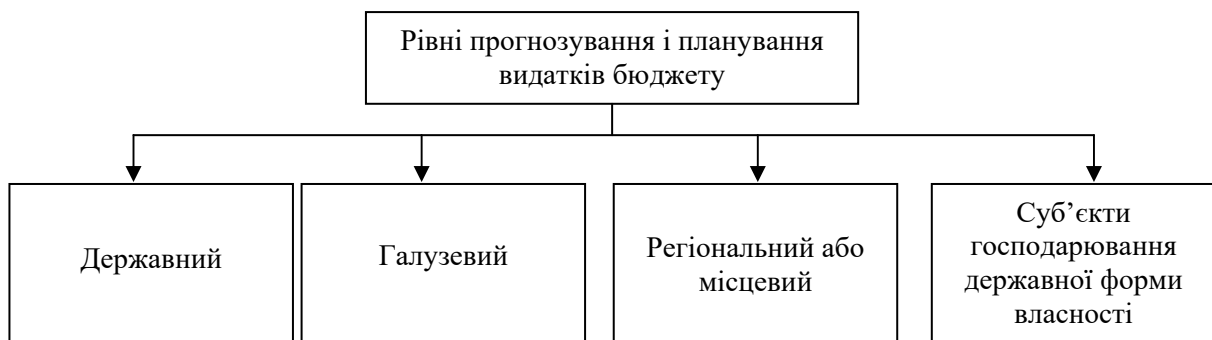 Рівні прогнозування і планування
видатків бюджету
Державний
Галузевий
Регіональний або
місцевий
Суб’єкти
господарювання
державної форми
власності